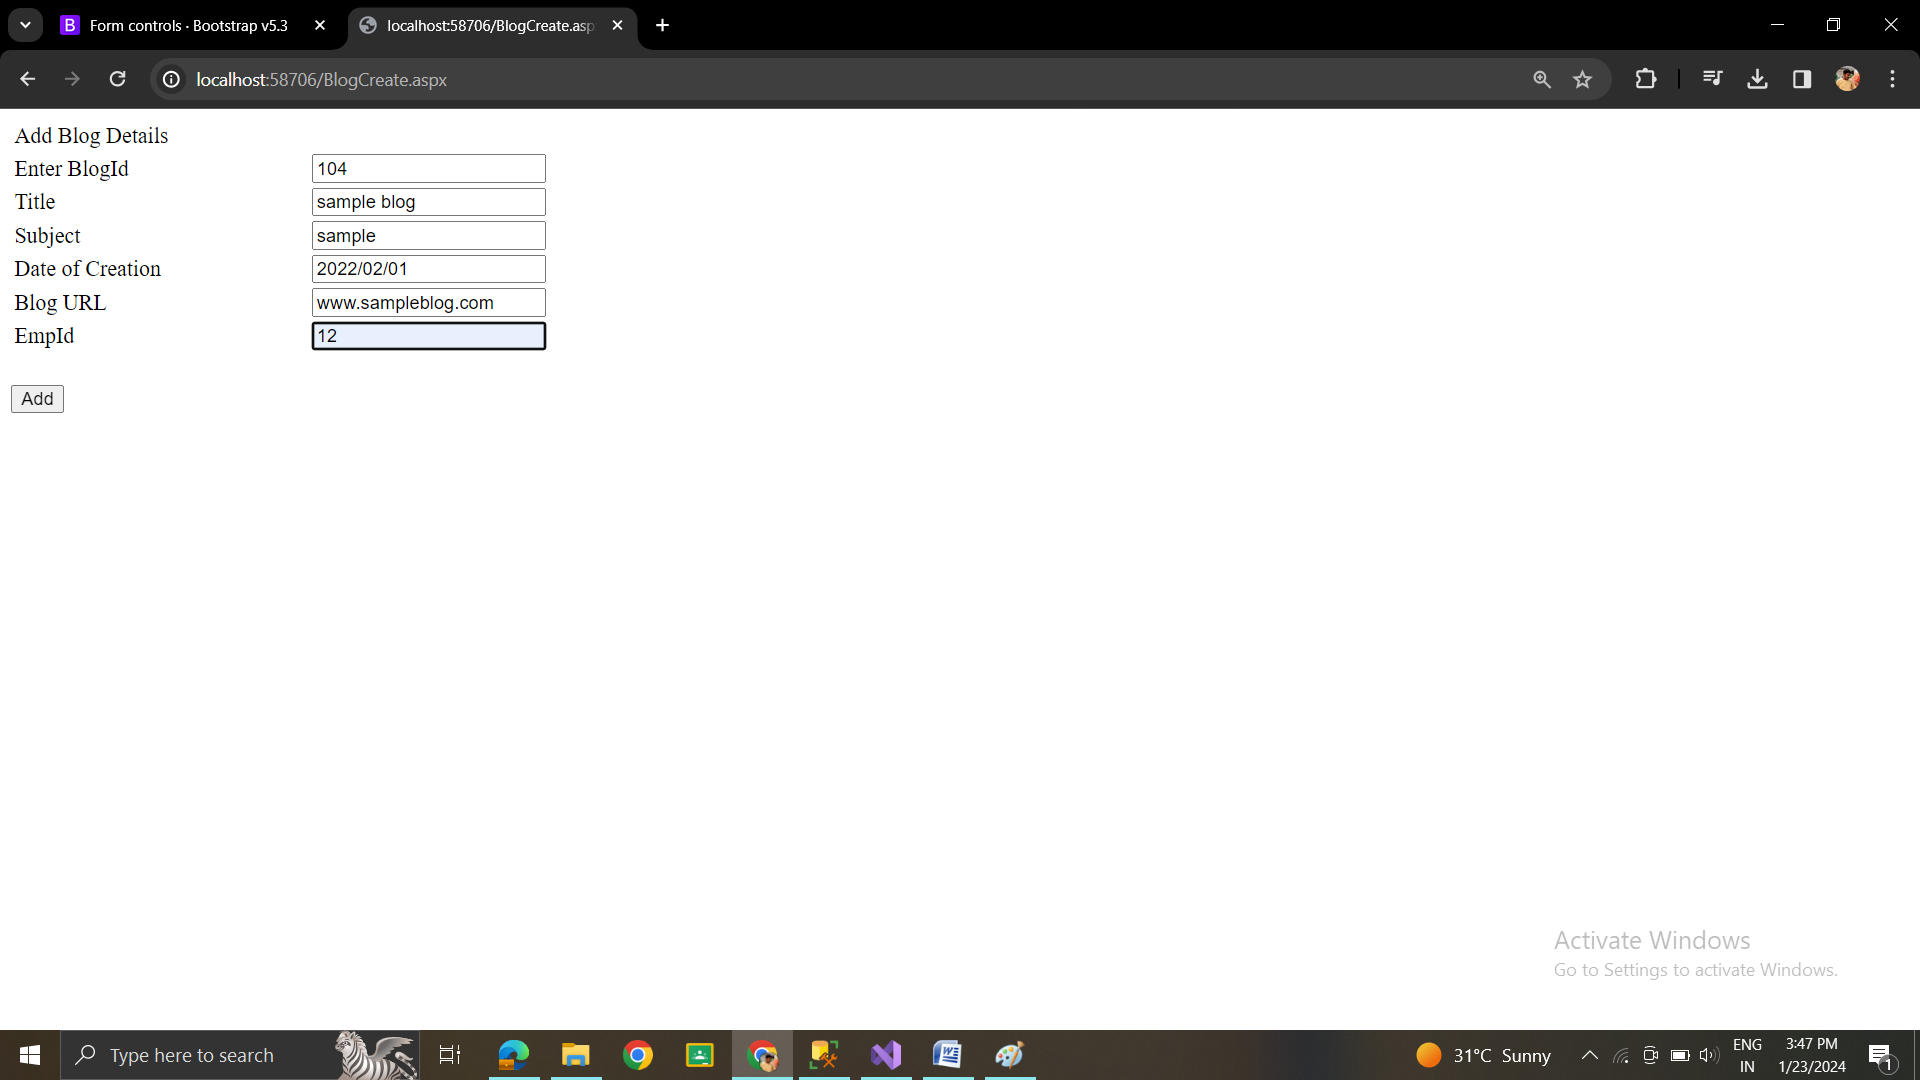 Form controls · Bootstrap v5.3
localhost:58706/BlogCreate.asp
localhost:58706/BlogCreate.aspx
Add Blog Details
Enter BlogId 104
Title sample blog
Subject sample
Date of Creation 2022/02/01
Blog URL www.sampleblog.com
EmpId 12
Add
Activate Windows
Go to Settings to activate Windows.
Type here to search
31°C Sunny
ENG
IN
3:47 PM
1/23/2024
1